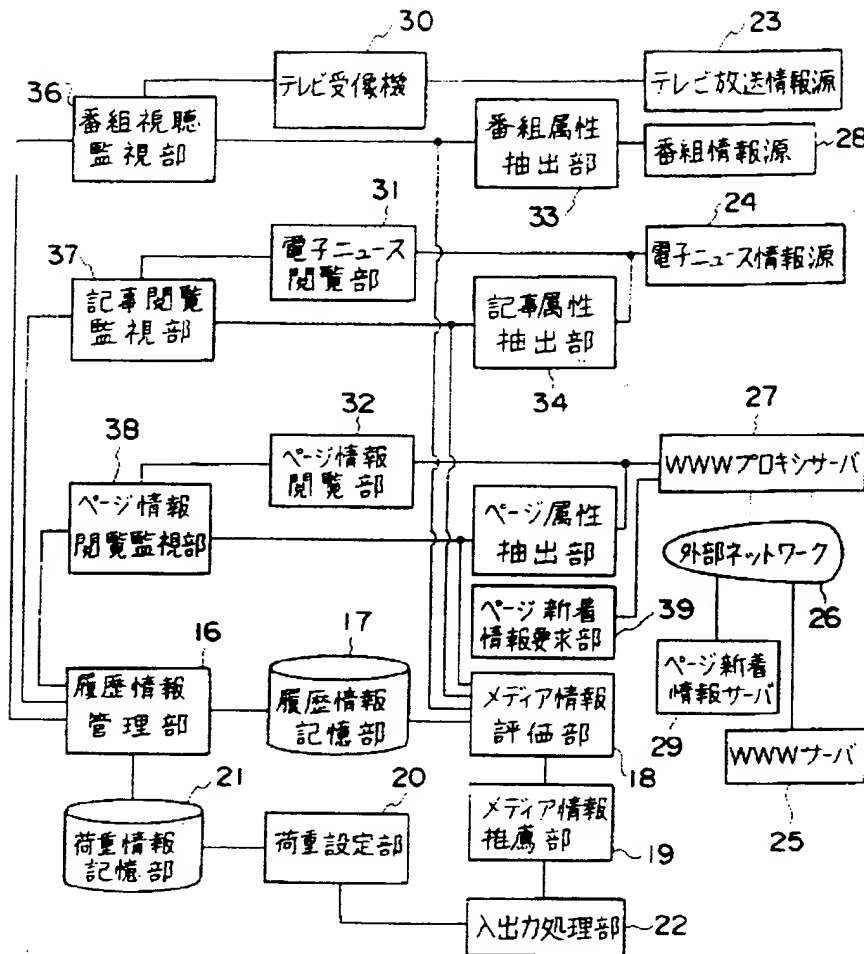 30
23
36
テレビ受像機
テレビ放送情報源
番組視聴
監視部
番組属性
抽出部
番組情報源
28
33
31
24
37
電子ニュース
閲覧部
電子ニュース情報源
記事閲覧
監視部
記事属性
抽出部
34
32
27
38
ページ情報
閲覧部
WWWプロキシサーバ
ページ情報
閲覧監視部
ページ属性
抽出部
外部ネットワーク
26
ページ新着
情報要求部
39
16
17
履歴情報
管理部
履歴情報
記憶部
メディア情報
評価部
18
ページ新着
情報サーバ
29
WWWサーバ
25
21
20
荷重情報
記憶部
荷重設定部
メディア情報
推薦部
19
入出力処理部
22